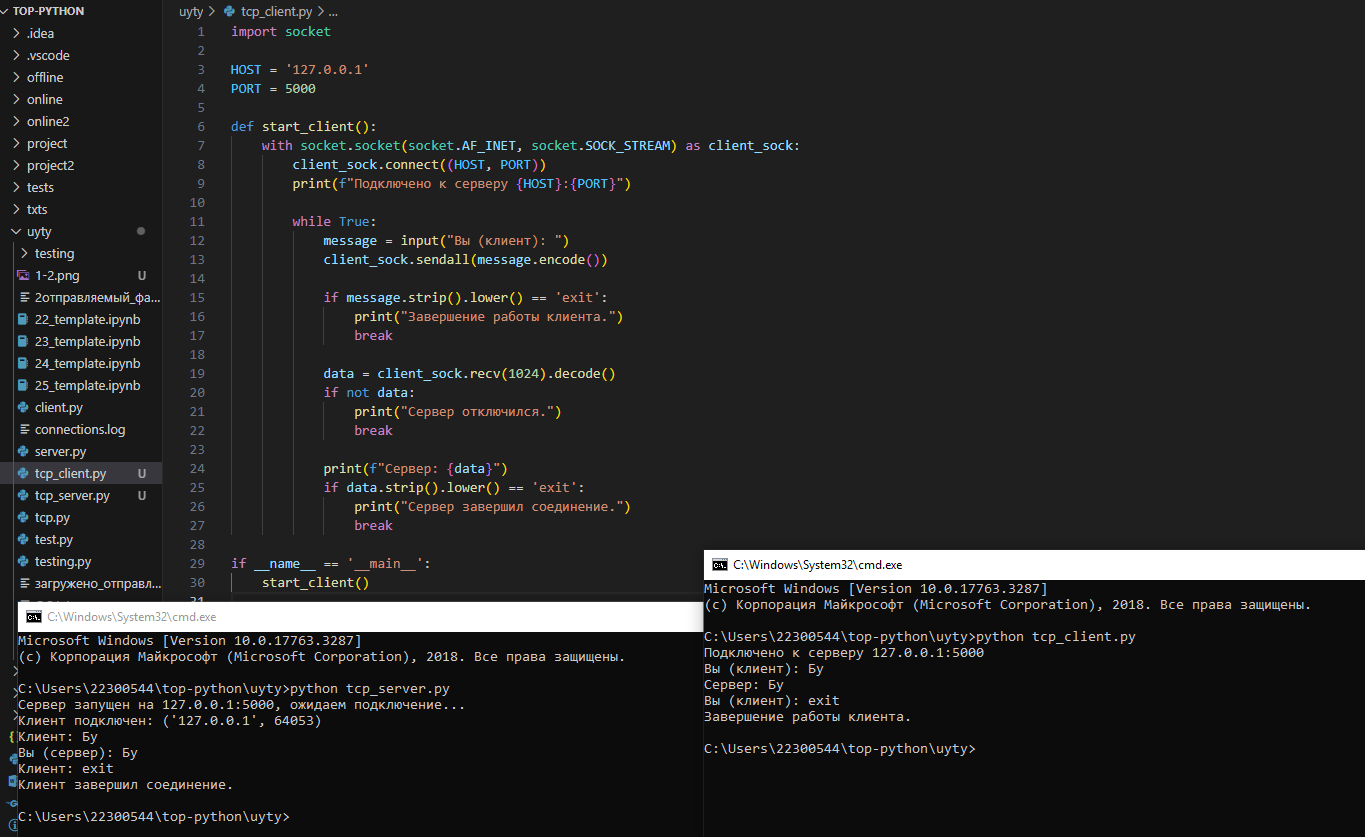 TOP-PYTHON
.idea
.vscode
offline
online
online2
project
project2
tests
txts
uyty
testing
1-2.png U
2отправляемый_фа...
22_template.ipynb
23_template.ipynb
24_template.ipynb
25_template.ipynb
client.py
connections.log
server.py
tcp_client.py U
tcp_server.py U
tcp.py
test.py
testing.py
загружено_отправл...
uyty > tcp_client.py > ...
1 import socket
2
3 HOST = '127.0.0.1'
4 PORT = 5000
5
6 def start_client():
7 with socket.socket(socket.AF_INET, socket.SOCK_STREAM) as client_sock:
8 client_sock.connect((HOST, PORT))
9 print(f"Подключено к серверу {HOST}:{PORT}")
10
11 while True:
12 message = input("Вы (клиент): ")
13 client_sock.sendall(message.encode())
14
15 if message.strip().lower() == 'exit':
16 print("Завершение работы клиента.")
17 break
18
19 data = client_sock.recv(1024).decode()
20 if not data:
21 print("Сервер отключился.")
22 break
23
24 print(f"Сервер: {data}")
25 if data.strip().lower() == 'exit':
26 print("Сервер завершил соединение.")
27 break
28
29 if __name__ == '__main__':
30 start_client()
31
C:\Windows\System32\cmd.exe
Microsoft Windows [Version 10.0.17763.3287]
(c) Корпорация Майкрософт (Microsoft Corporation), 2018. Все права защищены.
C:\Users\22300544\top-python\uyty>python tcp_server.py
Сервер запущен на 127.0.0.1:5000, ожидаем подключение...
Клиент подключен: ('127.0.0.1', 64053)
Клиент: Бу
Вы (сервер): Бу
Клиент: exit
Клиент завершил соединение.
C:\Users\22300544\top-python\uyty>
C:\Windows\System32\cmd.exe
Microsoft Windows [Version 10.0.17763.3287]
(c) Корпорация Майкрософт (Microsoft Corporation), 2018. Все права защищены.
C:\Users\22300544\top-python\uyty>python tcp_client.py
Подключено к серверу 127.0.0.1:5000
Вы (клиент): Бу
Сервер: Бу
Вы (клиент): exit
Завершение работы клиента.
C:\Users\22300544\top-python\uyty>